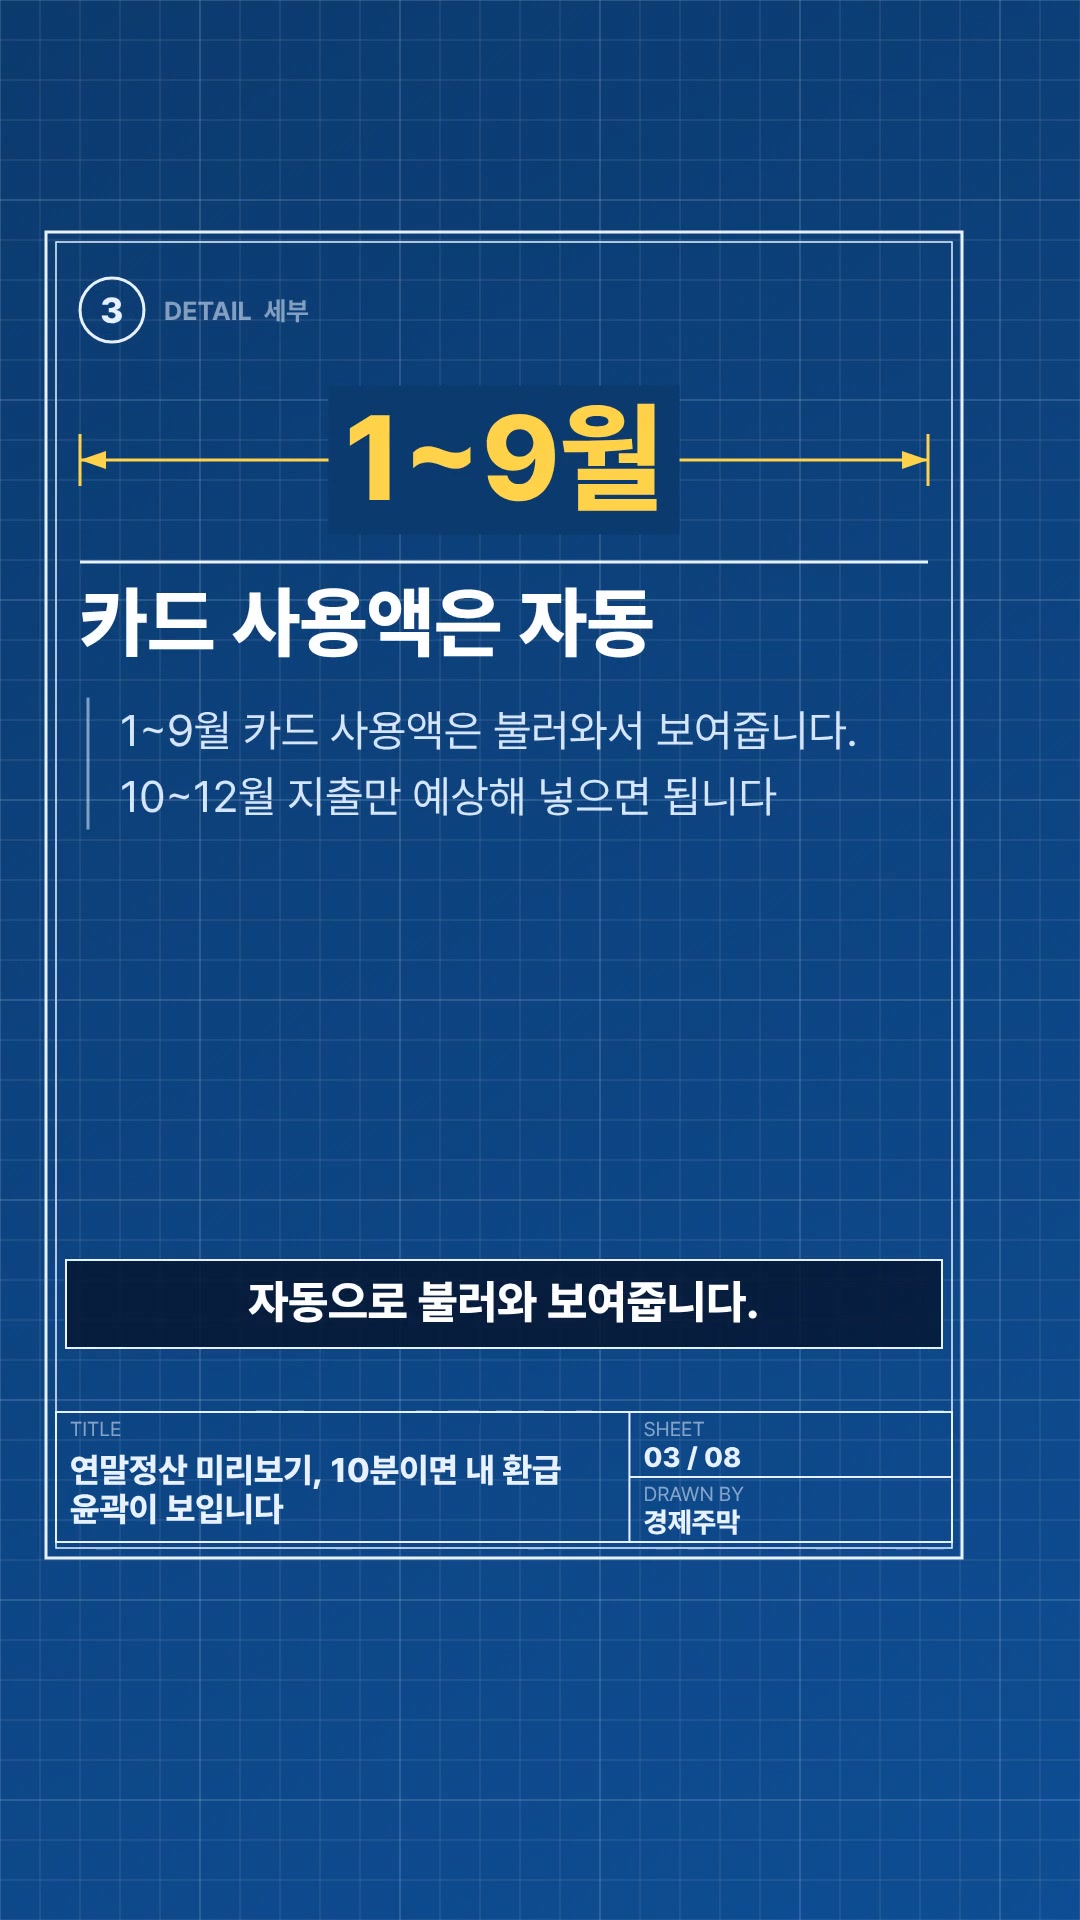 3
DETAIL 세부
1~9월
카드 사용액은 자동
1~9월 카드 사용액은 불러와서 보여줍니다.
10~12월 지출만 예상해 넣으면 됩니다
자동으로 불러와 보여줍니다.
TITLE
연말정산 미리보기, 10분이면 내 환급
윤곽이 보입니다
SHEET
03 / 08
DRAWN BY
경제주막